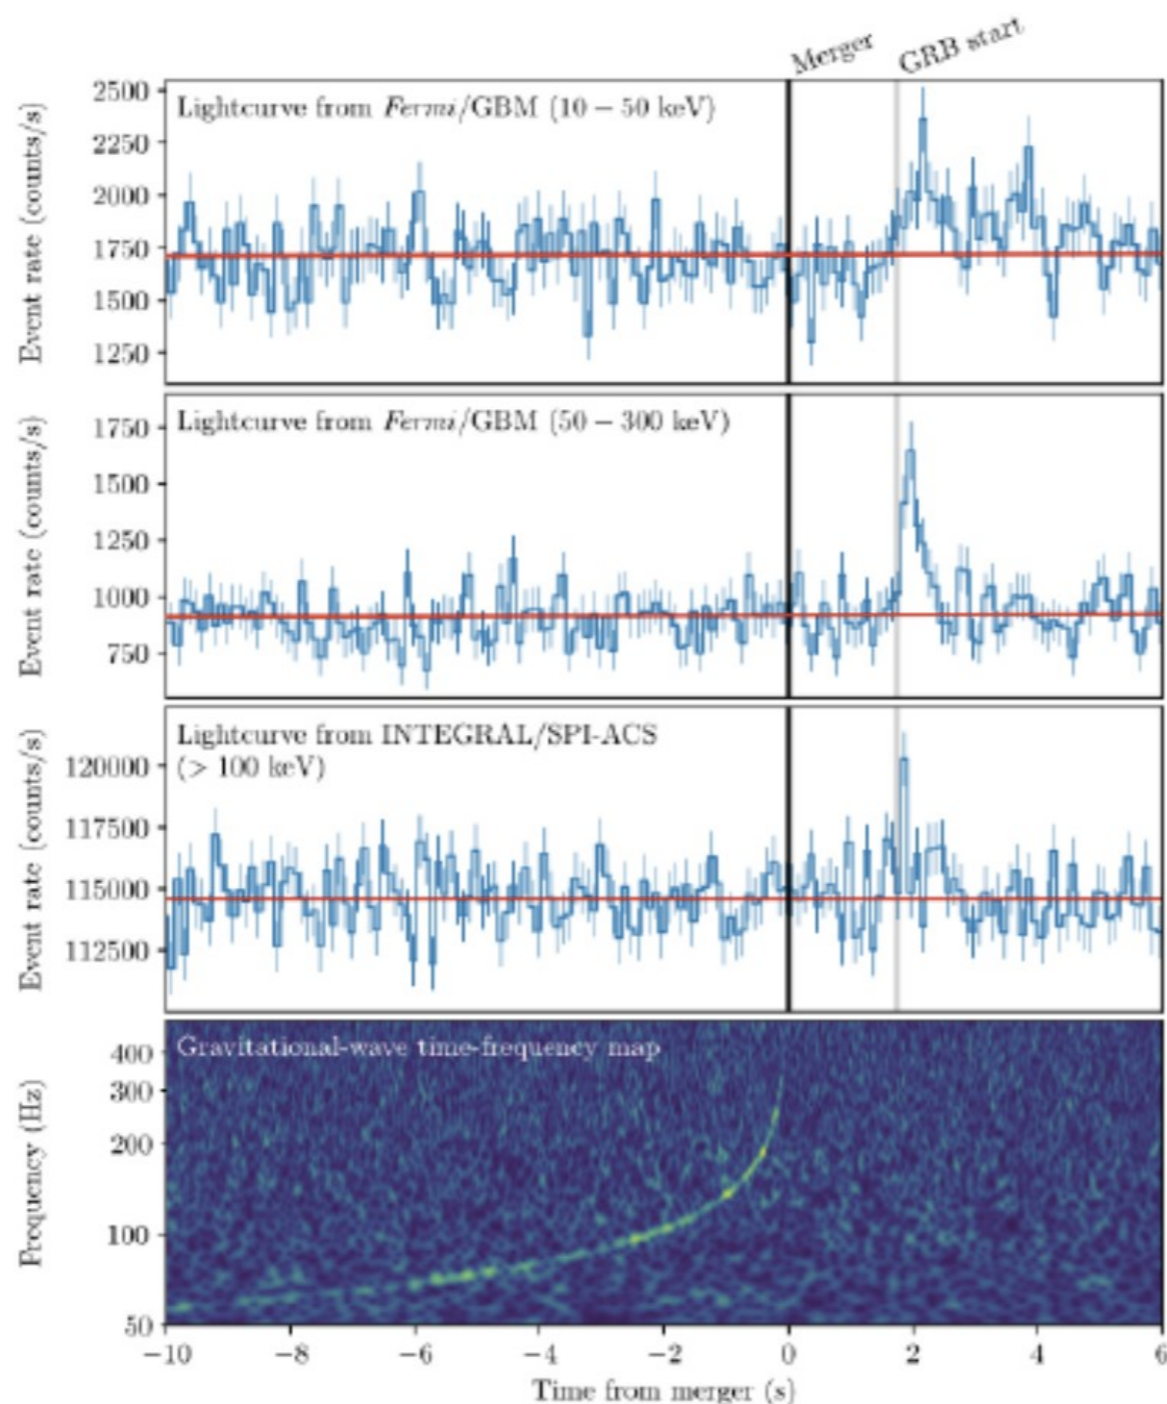 Merger GRB start
Lightcurve from Fermi/GBM (10 – 50 keV)
Event rate (counts/s)
2500
2250
2000
1750
1500
1250
Lightcurve from Fermi/GBM (50 – 300 keV)
Event rate (counts/s)
1750
1500
1250
1000
750
Lightcurve from INTEGRAL/SPI-ACS
(> 100 keV)
Event rate (counts/s)
120000
117500
115000
112500
Gravitational-wave time-frequency map
Frequency (Hz)
400
300
200
100
50
−10 −8 −6 −4 −2 0 2 4 6
Time from merger (s)